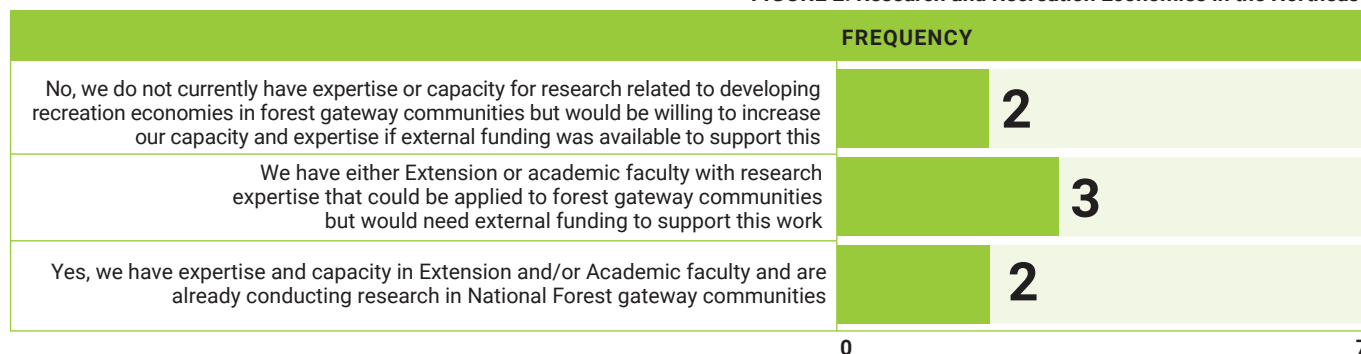 FREQUENCY
No, we do not currently have expertise or capacity for research related to developing
recreation economies in forest gateway communities but would be willing to increase
our capacity and expertise if external funding was available to support this
2
We have either Extension or academic faculty with research
expertise that could be applied to forest gateway communities
but would need external funding to support this work
3
Yes, we have expertise and capacity in Extension and/or Academic faculty and are
already conducting research in National Forest gateway communities
2
0
7